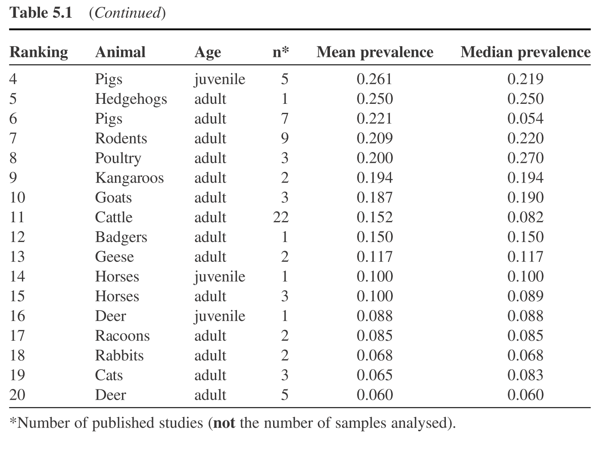 Table 5.1 (Continued)
Ranking Animal Age n* Mean prevalence Median prevalence
4 Pigs juvenile 5 0.261 0.219
5 Hedgehogs adult 1 0.250 0.250
6 Pigs adult 7 0.221 0.054
7 Rodents adult 9 0.209 0.220
8 Poultry adult 3 0.200 0.270
9 Kangaroos adult 2 0.194 0.194
10 Goats adult 3 0.187 0.190
11 Cattle adult 22 0.152 0.082
12 Badgers adult 1 0.150 0.150
13 Geese adult 2 0.117 0.117
14 Horses juvenile 1 0.100 0.100
15 Horses adult 3 0.100 0.089
16 Deer juvenile 1 0.088 0.088
17 Racoons adult 2 0.085 0.085
18 Rabbits adult 2 0.068 0.068
19 Cats adult 3 0.065 0.083
20 Deer adult 5 0.060 0.060
*Number of published studies (not the number of samples analysed).